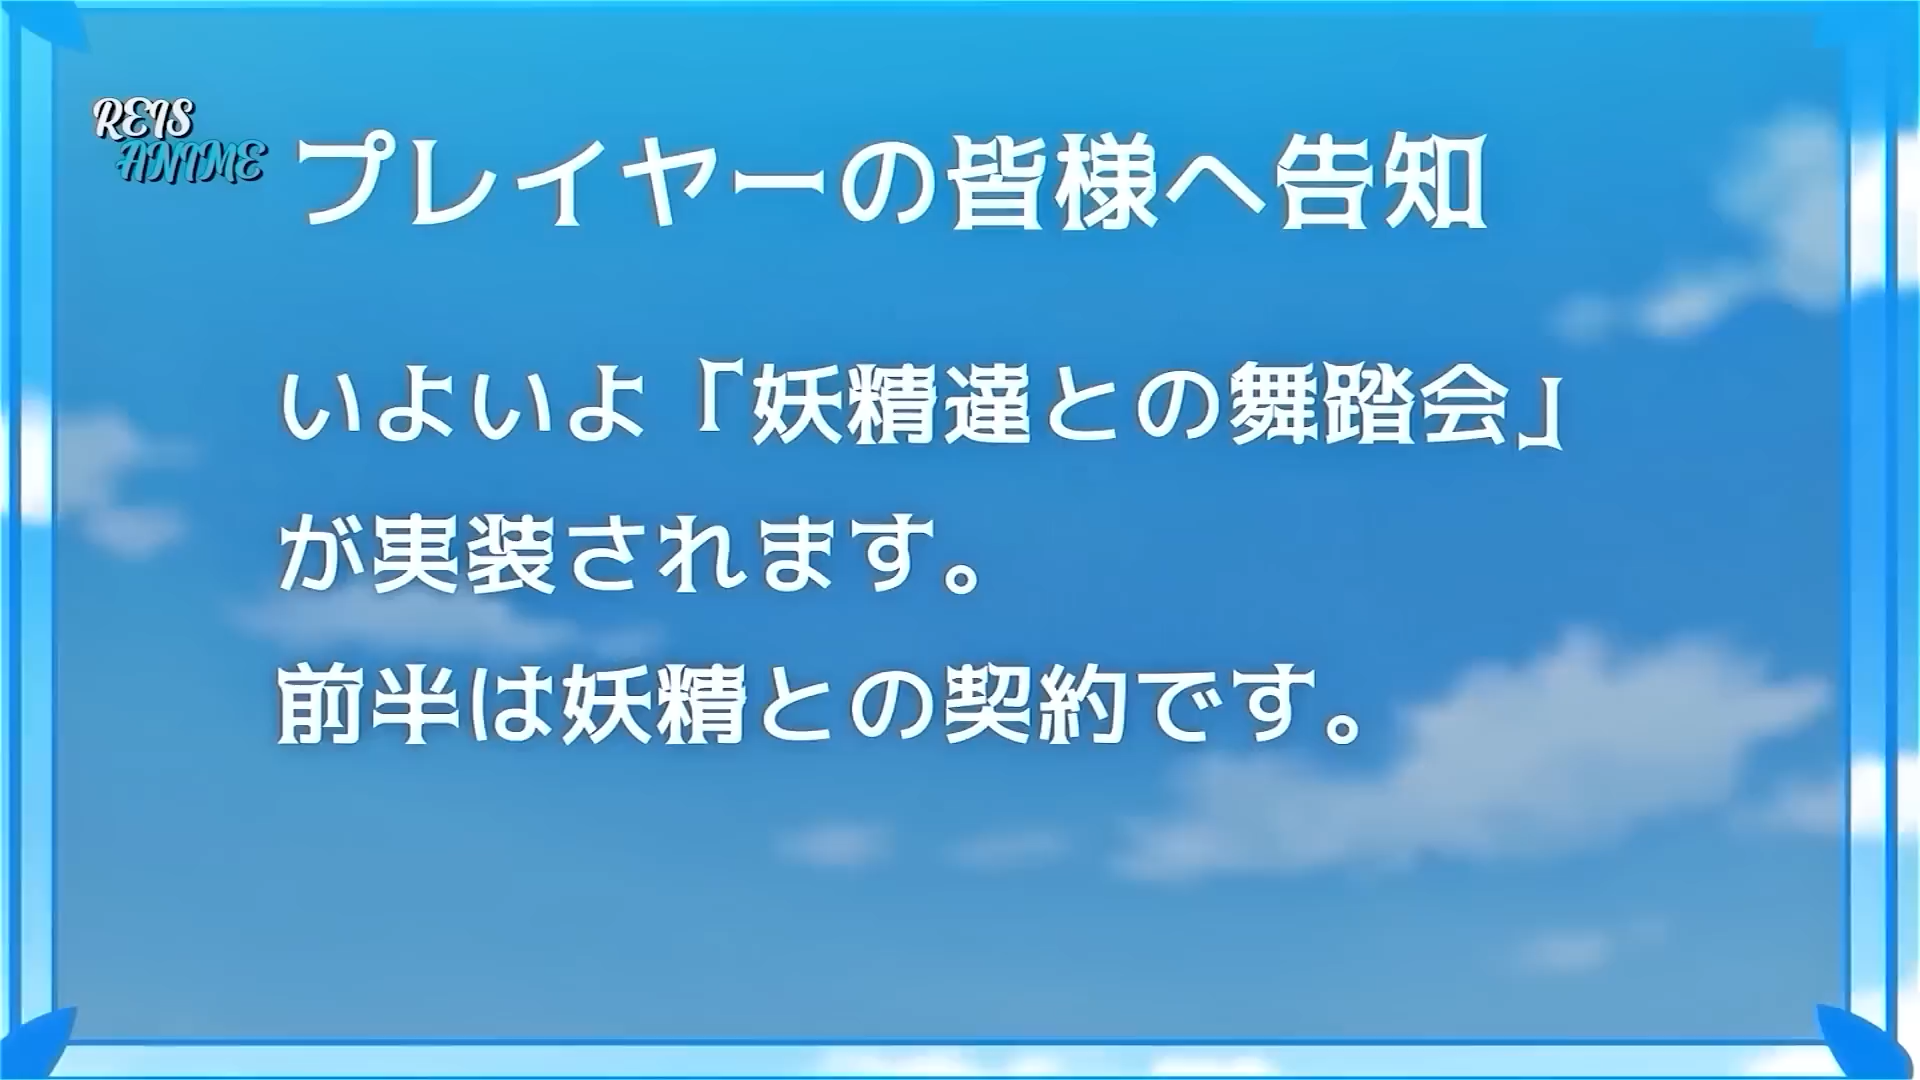 REIS
ANIME
プレイヤーの皆様へ告知
いよいよ「妖精達との舞踏会」
が実装されます。
前半は妖精との契約です。